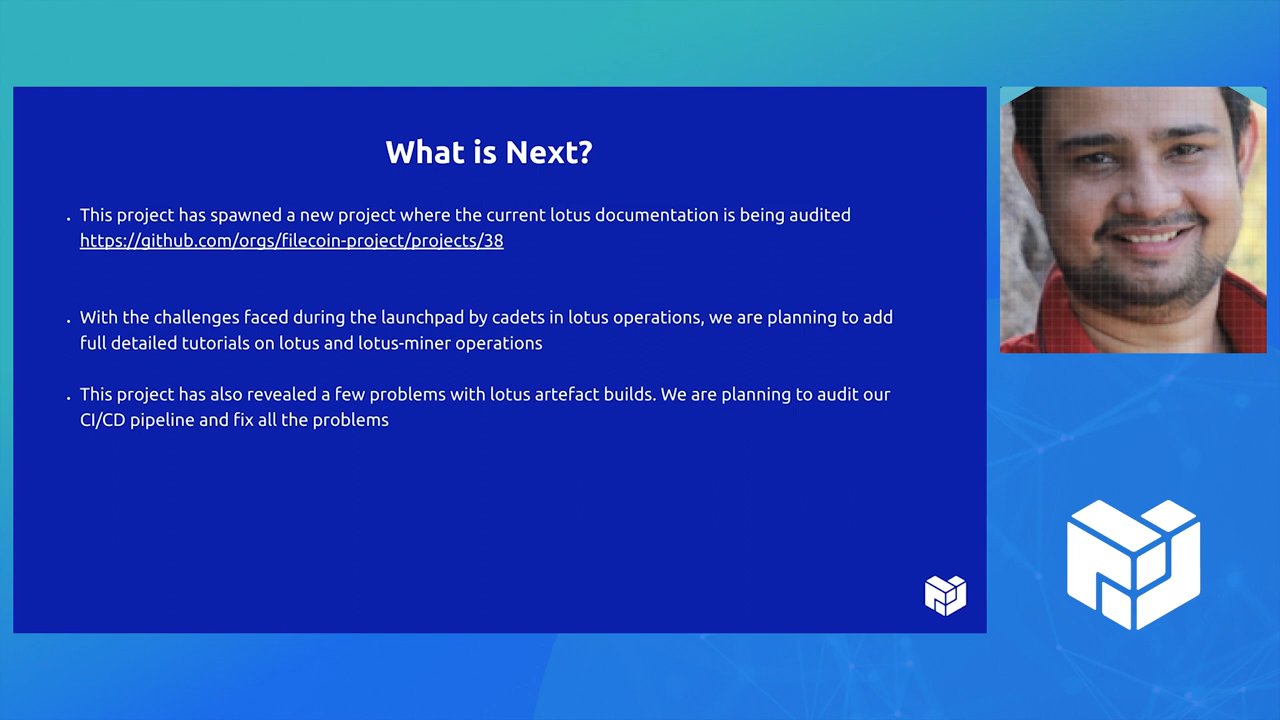 What is Next?
. This project has spawned a new project where the current lotus documentation is being audited
https://github.com/orgs/filecoin-project/projects/38
. With the challenges faced during the launchpad by cadets in lotus operations, we are planning to add
full detailed tutorials on lotus and lotus-miner operations
. This project has also revealed a few problems with lotus artefact builds. We are planning to audit our
CI/CD pipeline and fix all the problems